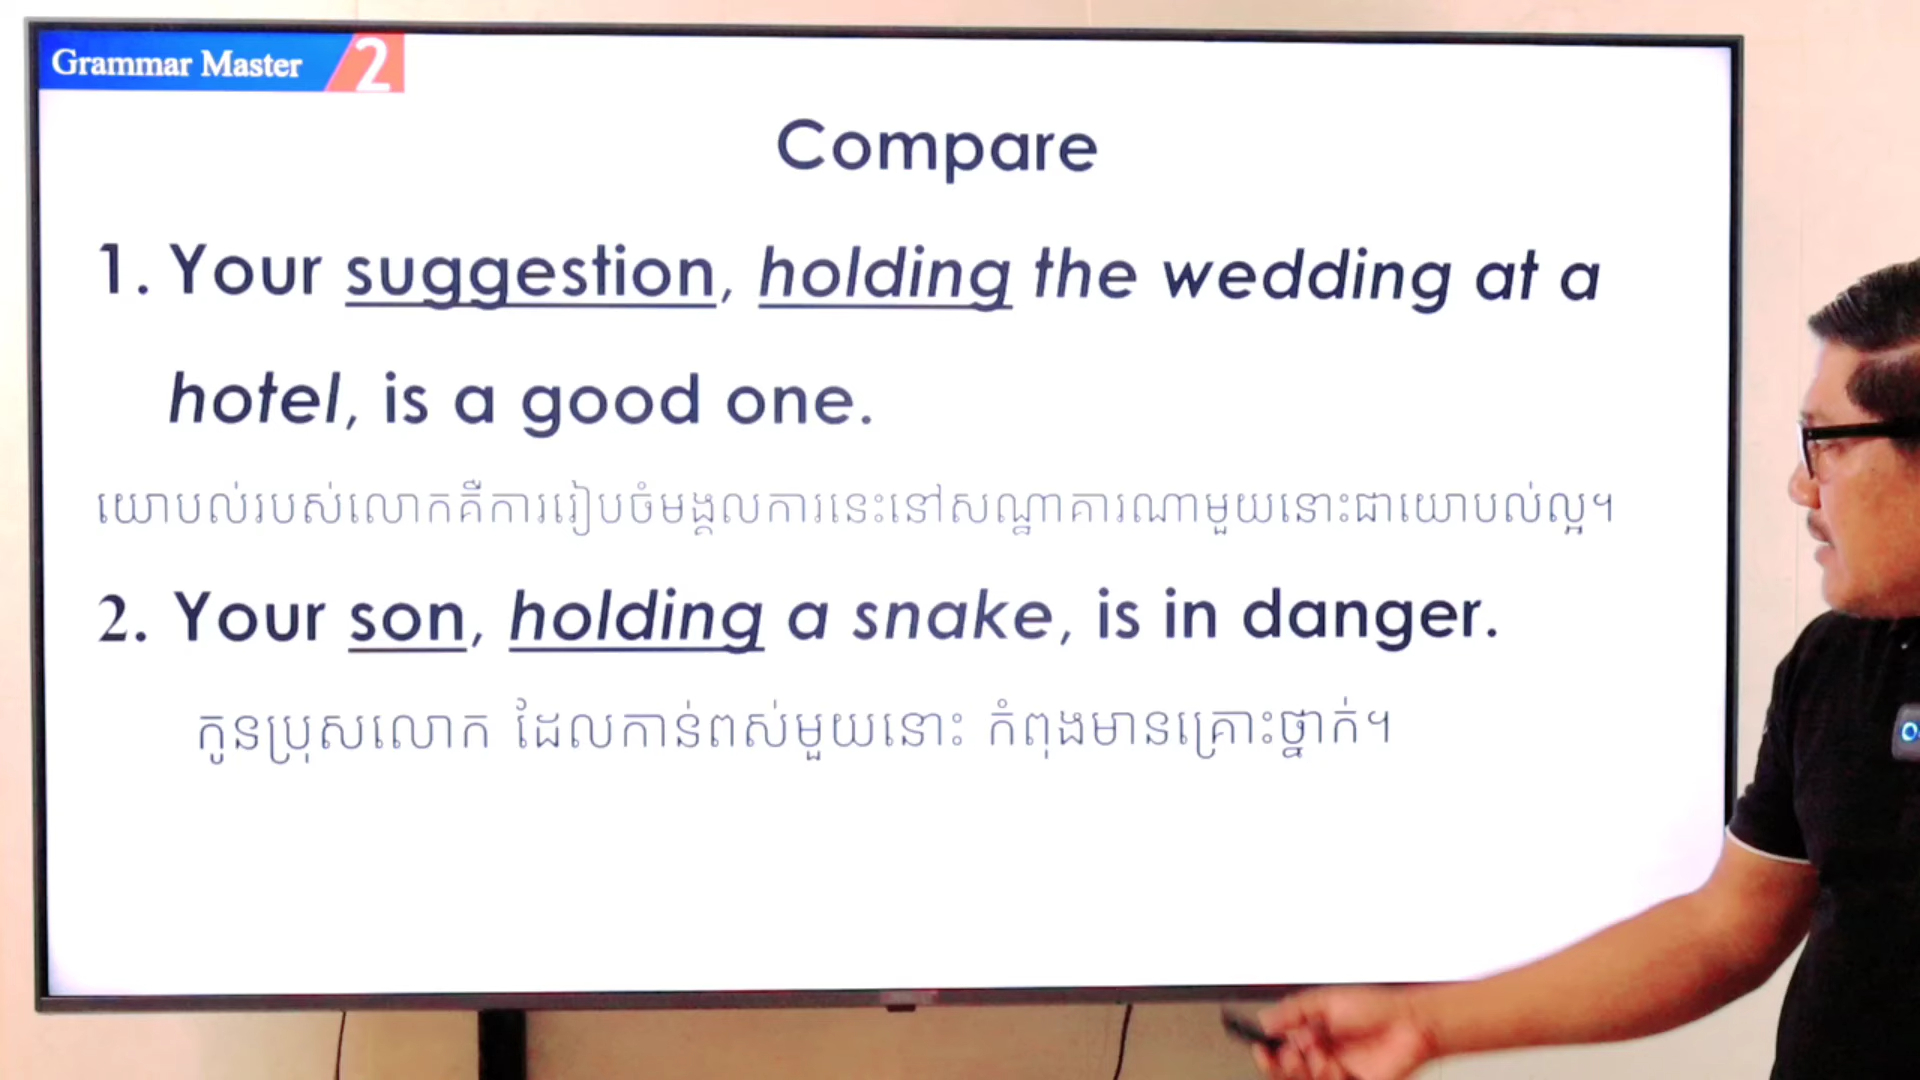 Grammar Master 2
Compare
1. Your suggestion, holding the wedding at a
hotel, is a good one.
យោបល់របស់លោកគឺការរៀបចំមង្គលការនេះនៅសណ្ឋាគារណាមួយនោះជាយោបល់ល្អ។
2. Your son, holding a snake, is in danger.
កូនប្រុសលោក ដែលកាន់ពស់មួយនោះ កំពុងមានគ្រោះថ្នាក់។